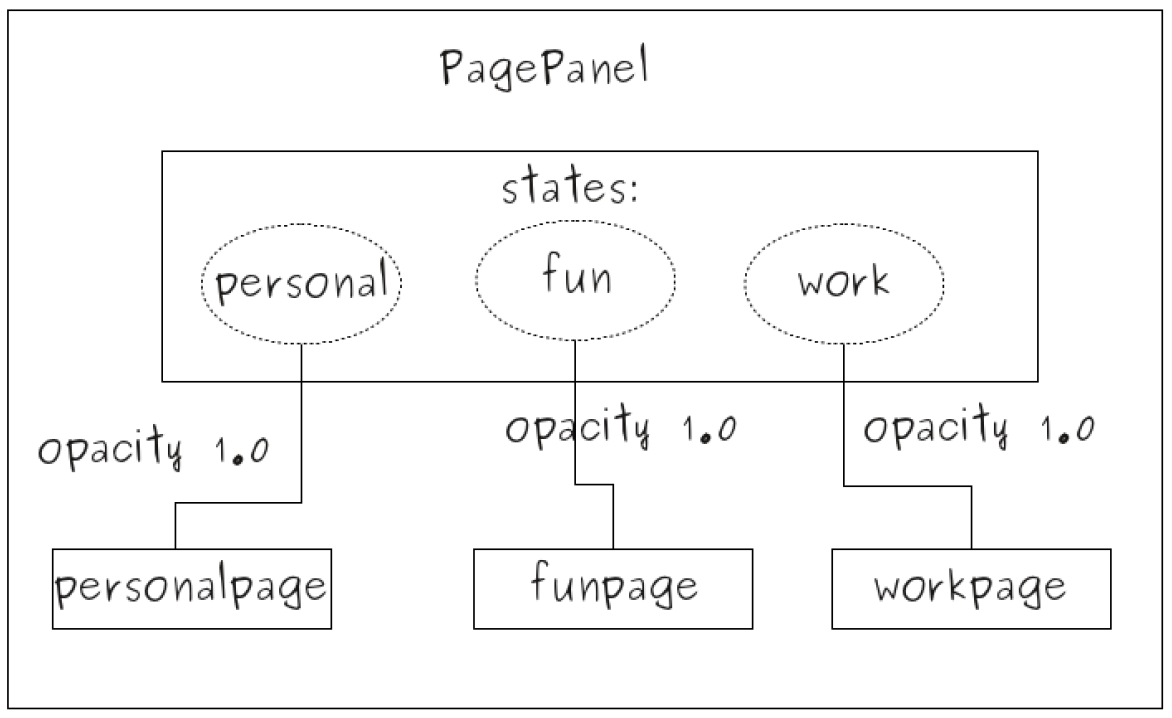 PagePanel
states:
personal
fun
work
opacity 1.0
opacity 1.0
opacity 1.0
personalpage
funpage
workpage